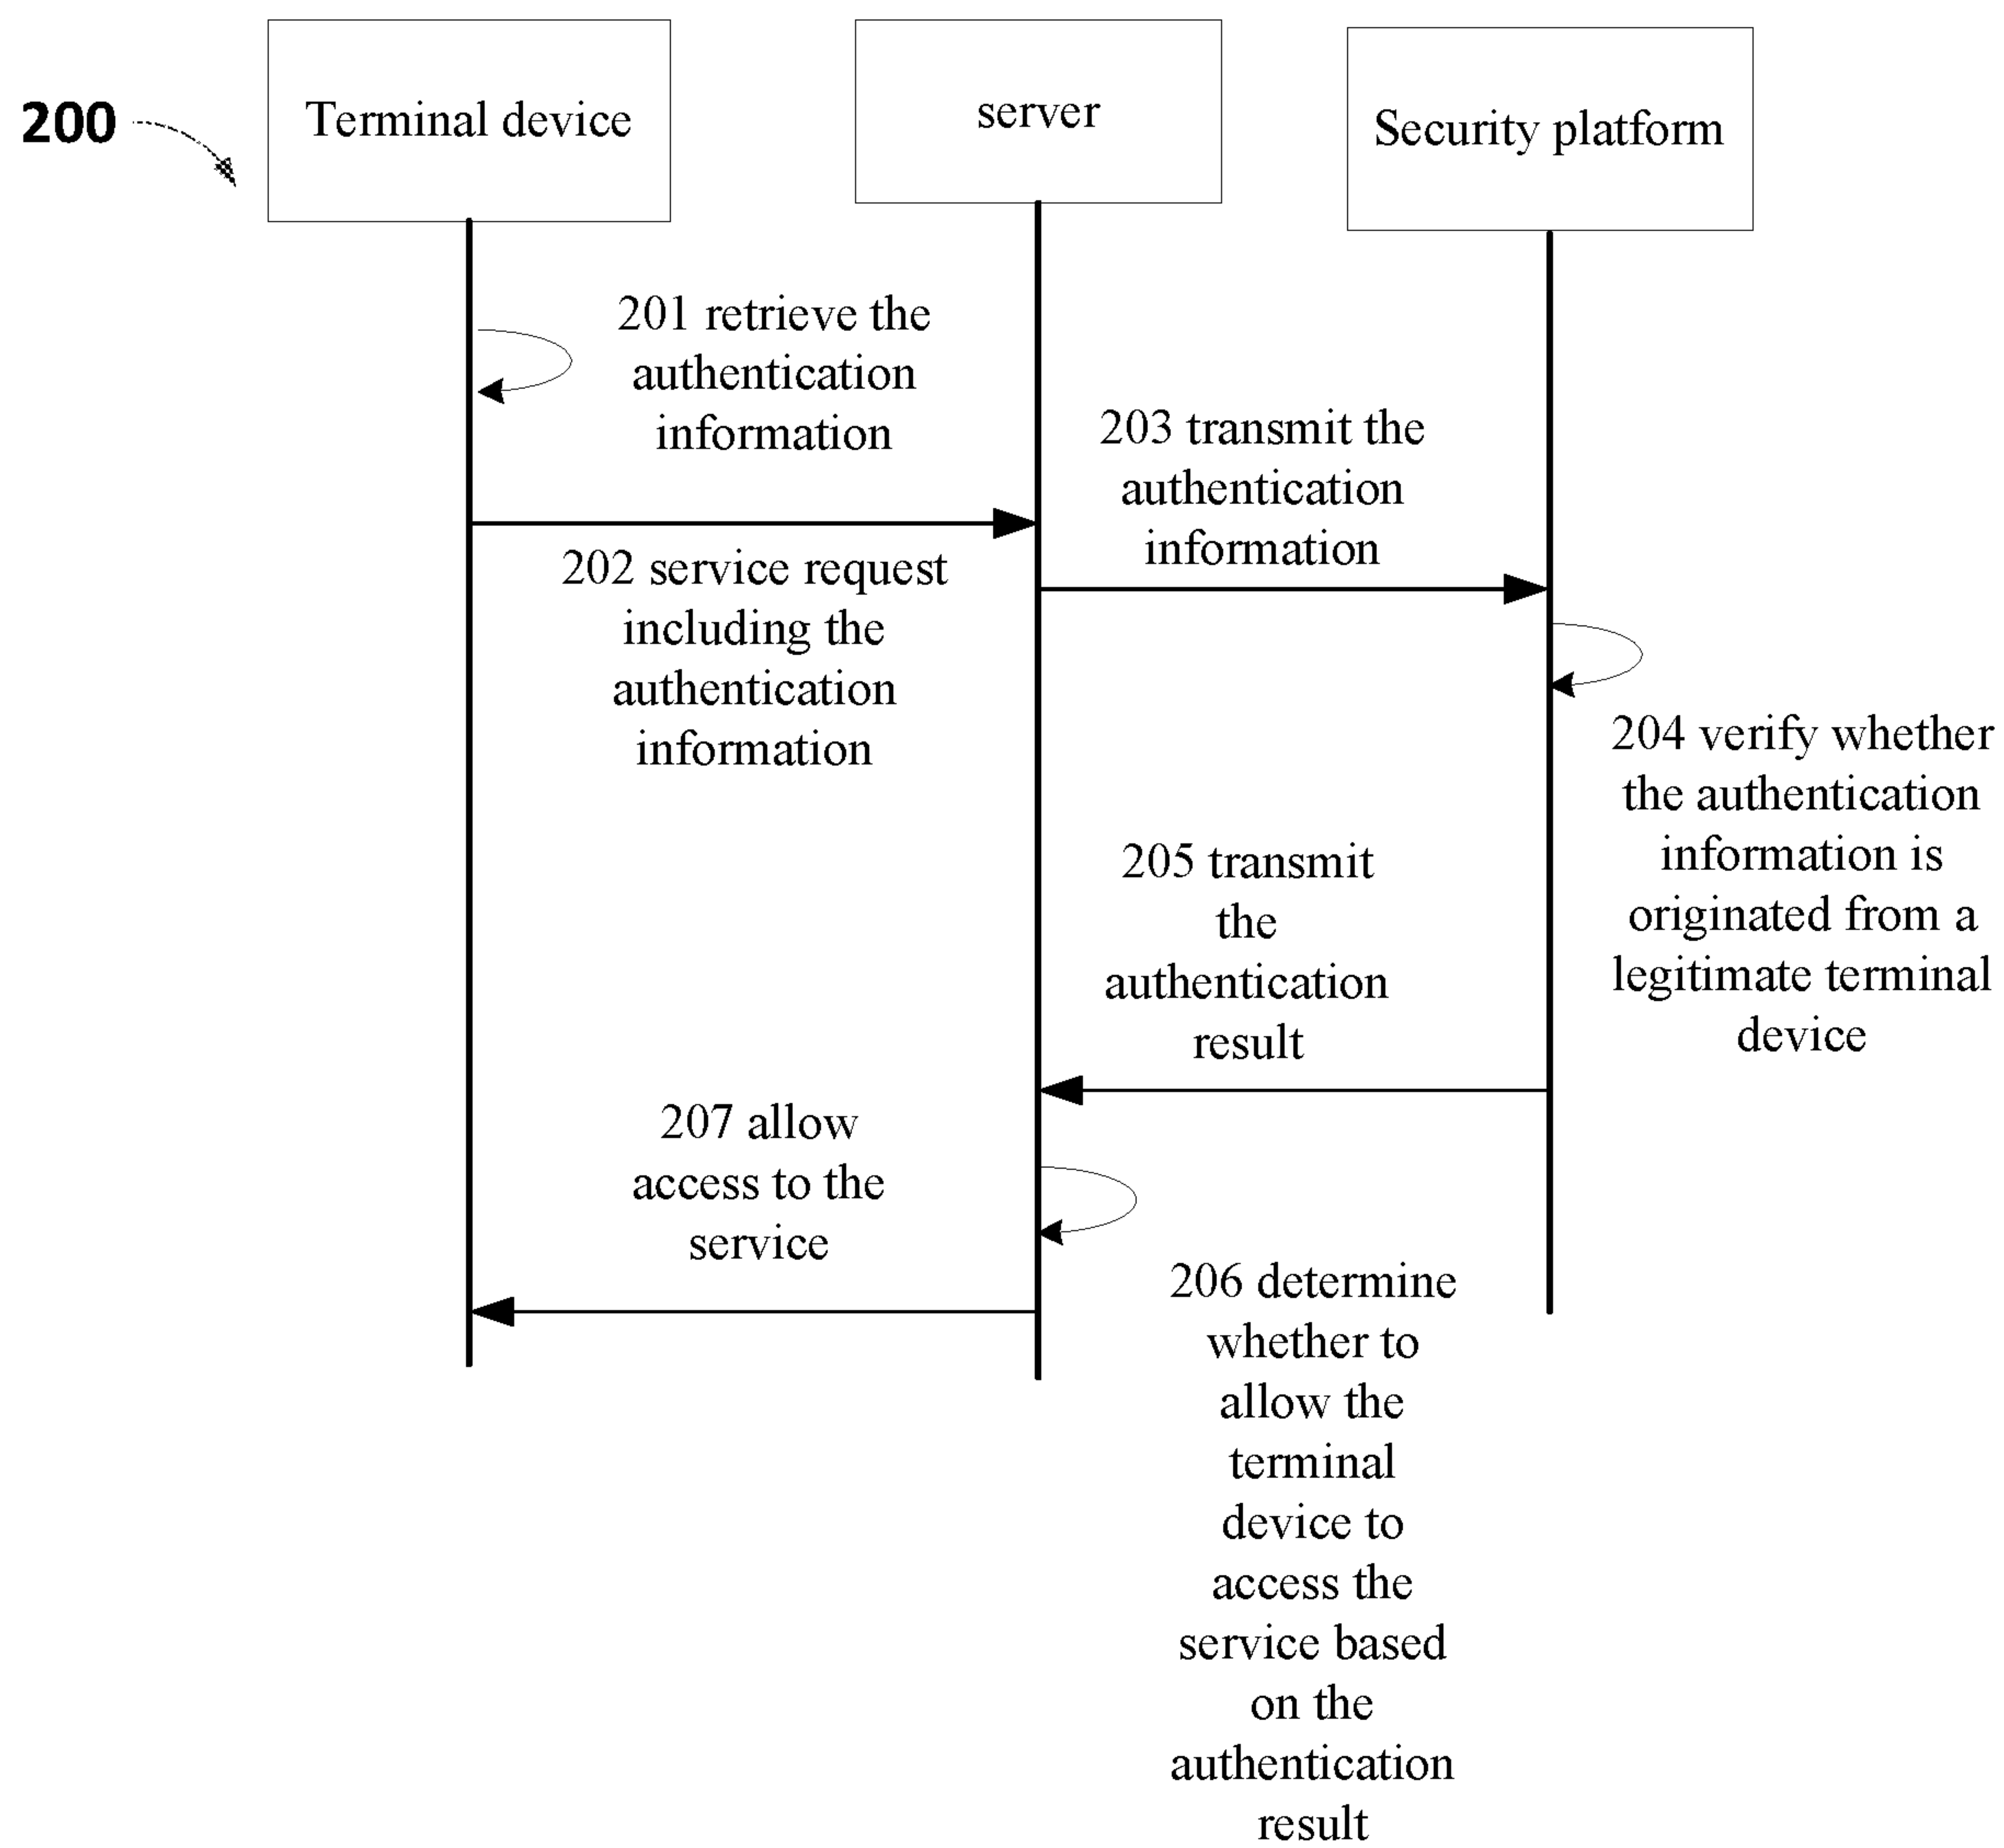 200
Terminal device
server
Security platform
201 retrieve the
authentication
information
202 service request
including the
authentication
information
203 transmit the
authentication
information
204 verify whether
the authentication
information is
originated from a
legitimate terminal
device
205 transmit
the
authentication
result
206 determine
whether to
allow the
terminal
device to
access the
service based
on the
authentication
result
207 allow
access to the
service